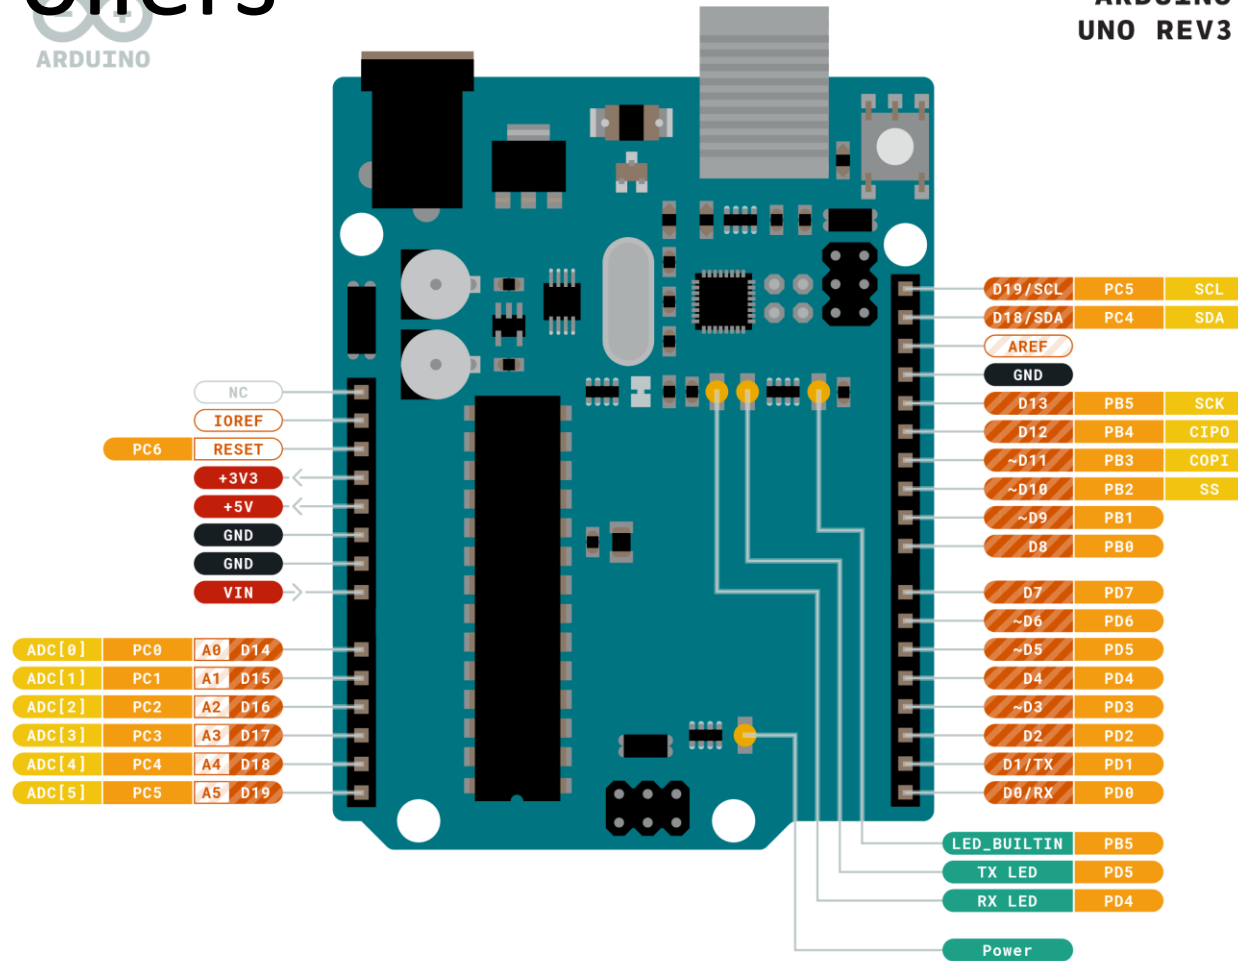 ARDUINO
ARDUINO
UNO REV3
NC
IOREF
PC6 RESET
+3V3
+5V
GND
GND
VIN
ADC[0] PC0 A0 D14
ADC[1] PC1 A1 D15
ADC[2] PC2 A2 D16
ADC[3] PC3 A3 D17
ADC[4] PC4 A4 D18
ADC[5] PC5 A5 D19
D19/SCL PC5 SCL
D18/SDA PC4 SDA
AREF
GND
D13 PB5 SCK
D12 PB4 CIPO
~D11 PB3 COPI
~D10 PB2 SS
~D9 PB1
D8 PB0
D7 PD7
~D6 PD6
~D5 PD5
D4 PD4
~D3 PD3
D2 PD2
D1/TX PD1
D0/RX PD0
LED_BUILTIN PB5
TX LED PD5
RX LED PD4
Power